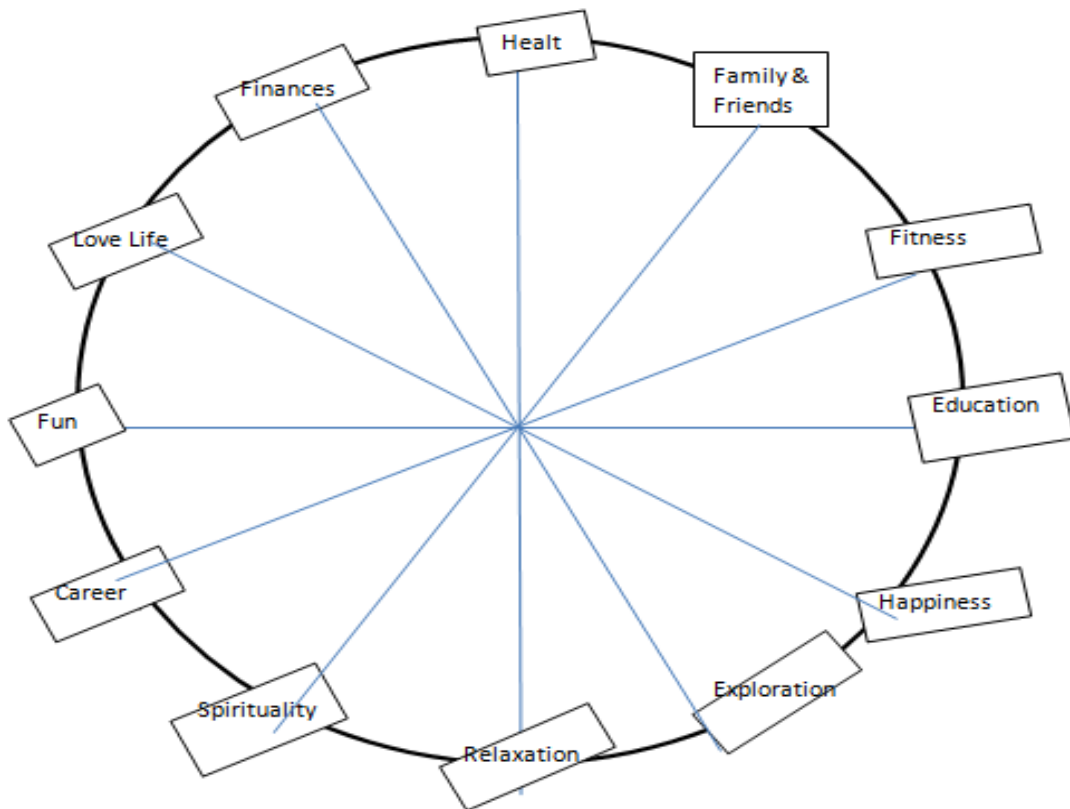 Healt
Family &
Friends
Finances
Fitness
Love Life
Education
Fun
Career
Happiness
Exploration
Spirituality
Relaxation